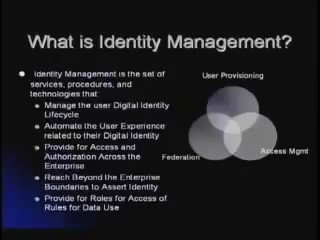 What is Identity Management?
Identity Management is the set of
services, procedures, and
technologies that:
Manage the user Digital Identity
Lifecycle
Automate the User Experience
related to their Digital Identity
Provide for Access and
Authorization Across the
Enterprise
Reach Beyond the Enterprise
Boundaries to Assert Identity
Provide for Roles for Access of
Rules for Data Use
User Provisioning
Federation
Access Mgmt